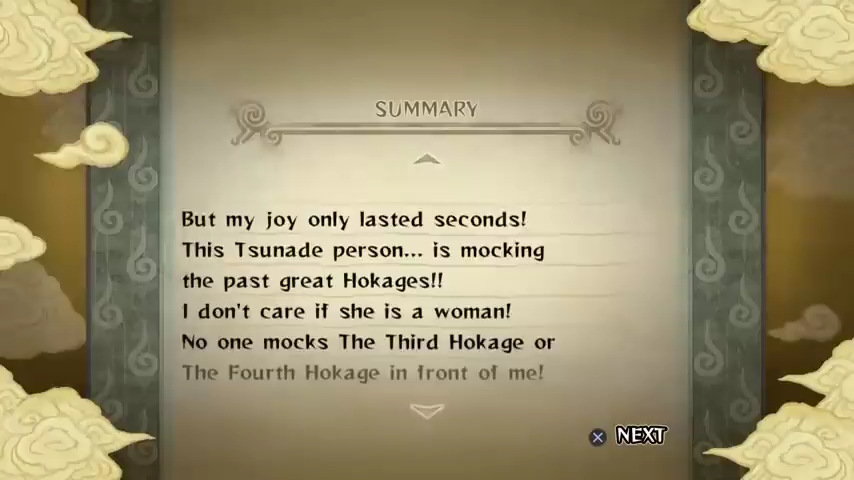 SUMMARY
But my joy only lasted seconds!
This Tsunade person... is mocking
the past great Hokages!!
I don't care if she is a woman!
No one mocks The Third Hokage or
The Fourth Hokage in front of me!
NEXT